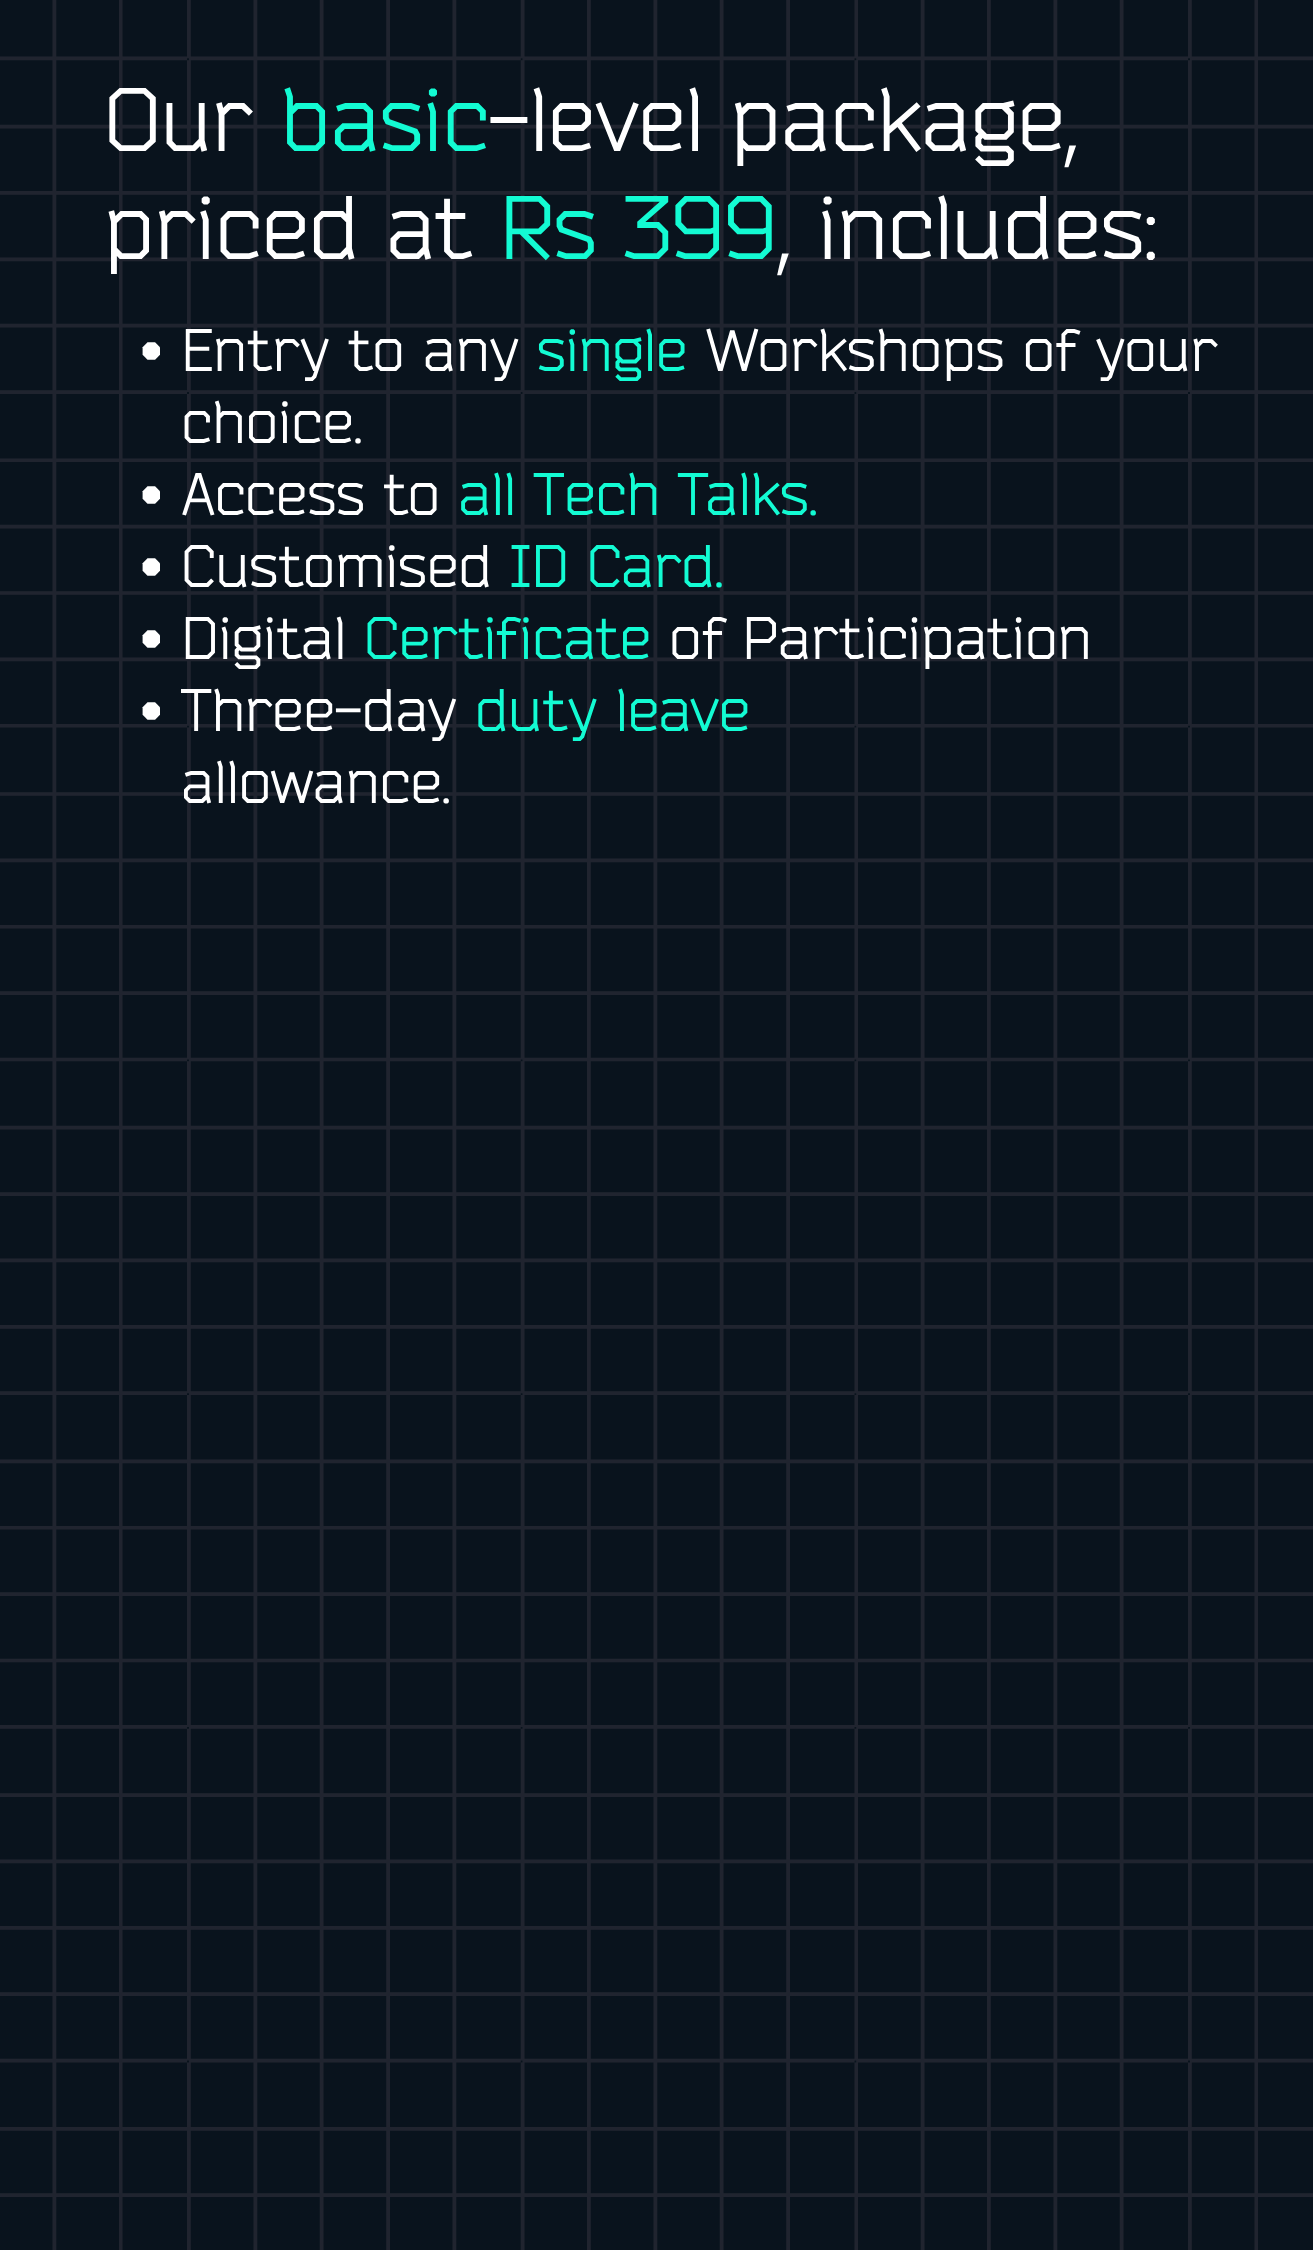 Our basic-level package,
priced at Rs 399, includes:
• Entry to any single Workshops of your
choice.
• Access to all Tech Talks.
• Customised ID Card.
• Digital Certificate of Participation
• Three-day duty leave
allowance.